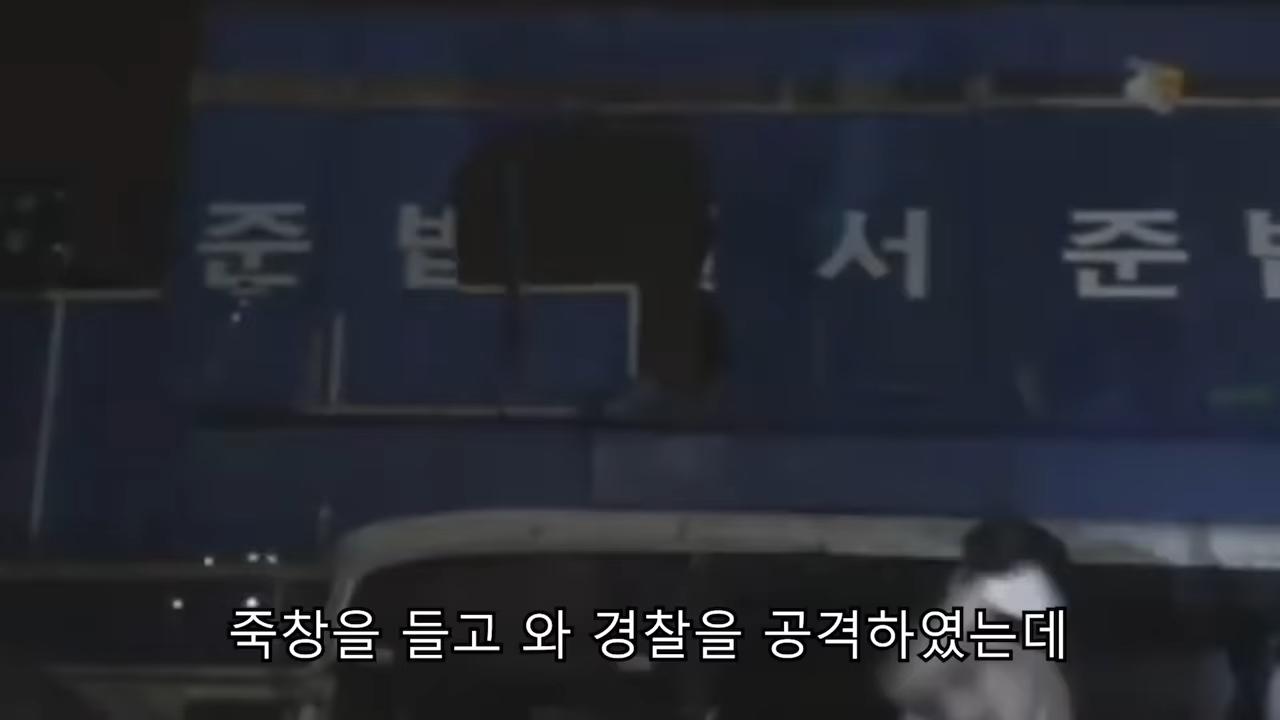 준 법 서 준 법
죽창을 들고 와 경찰을 공격하였는데